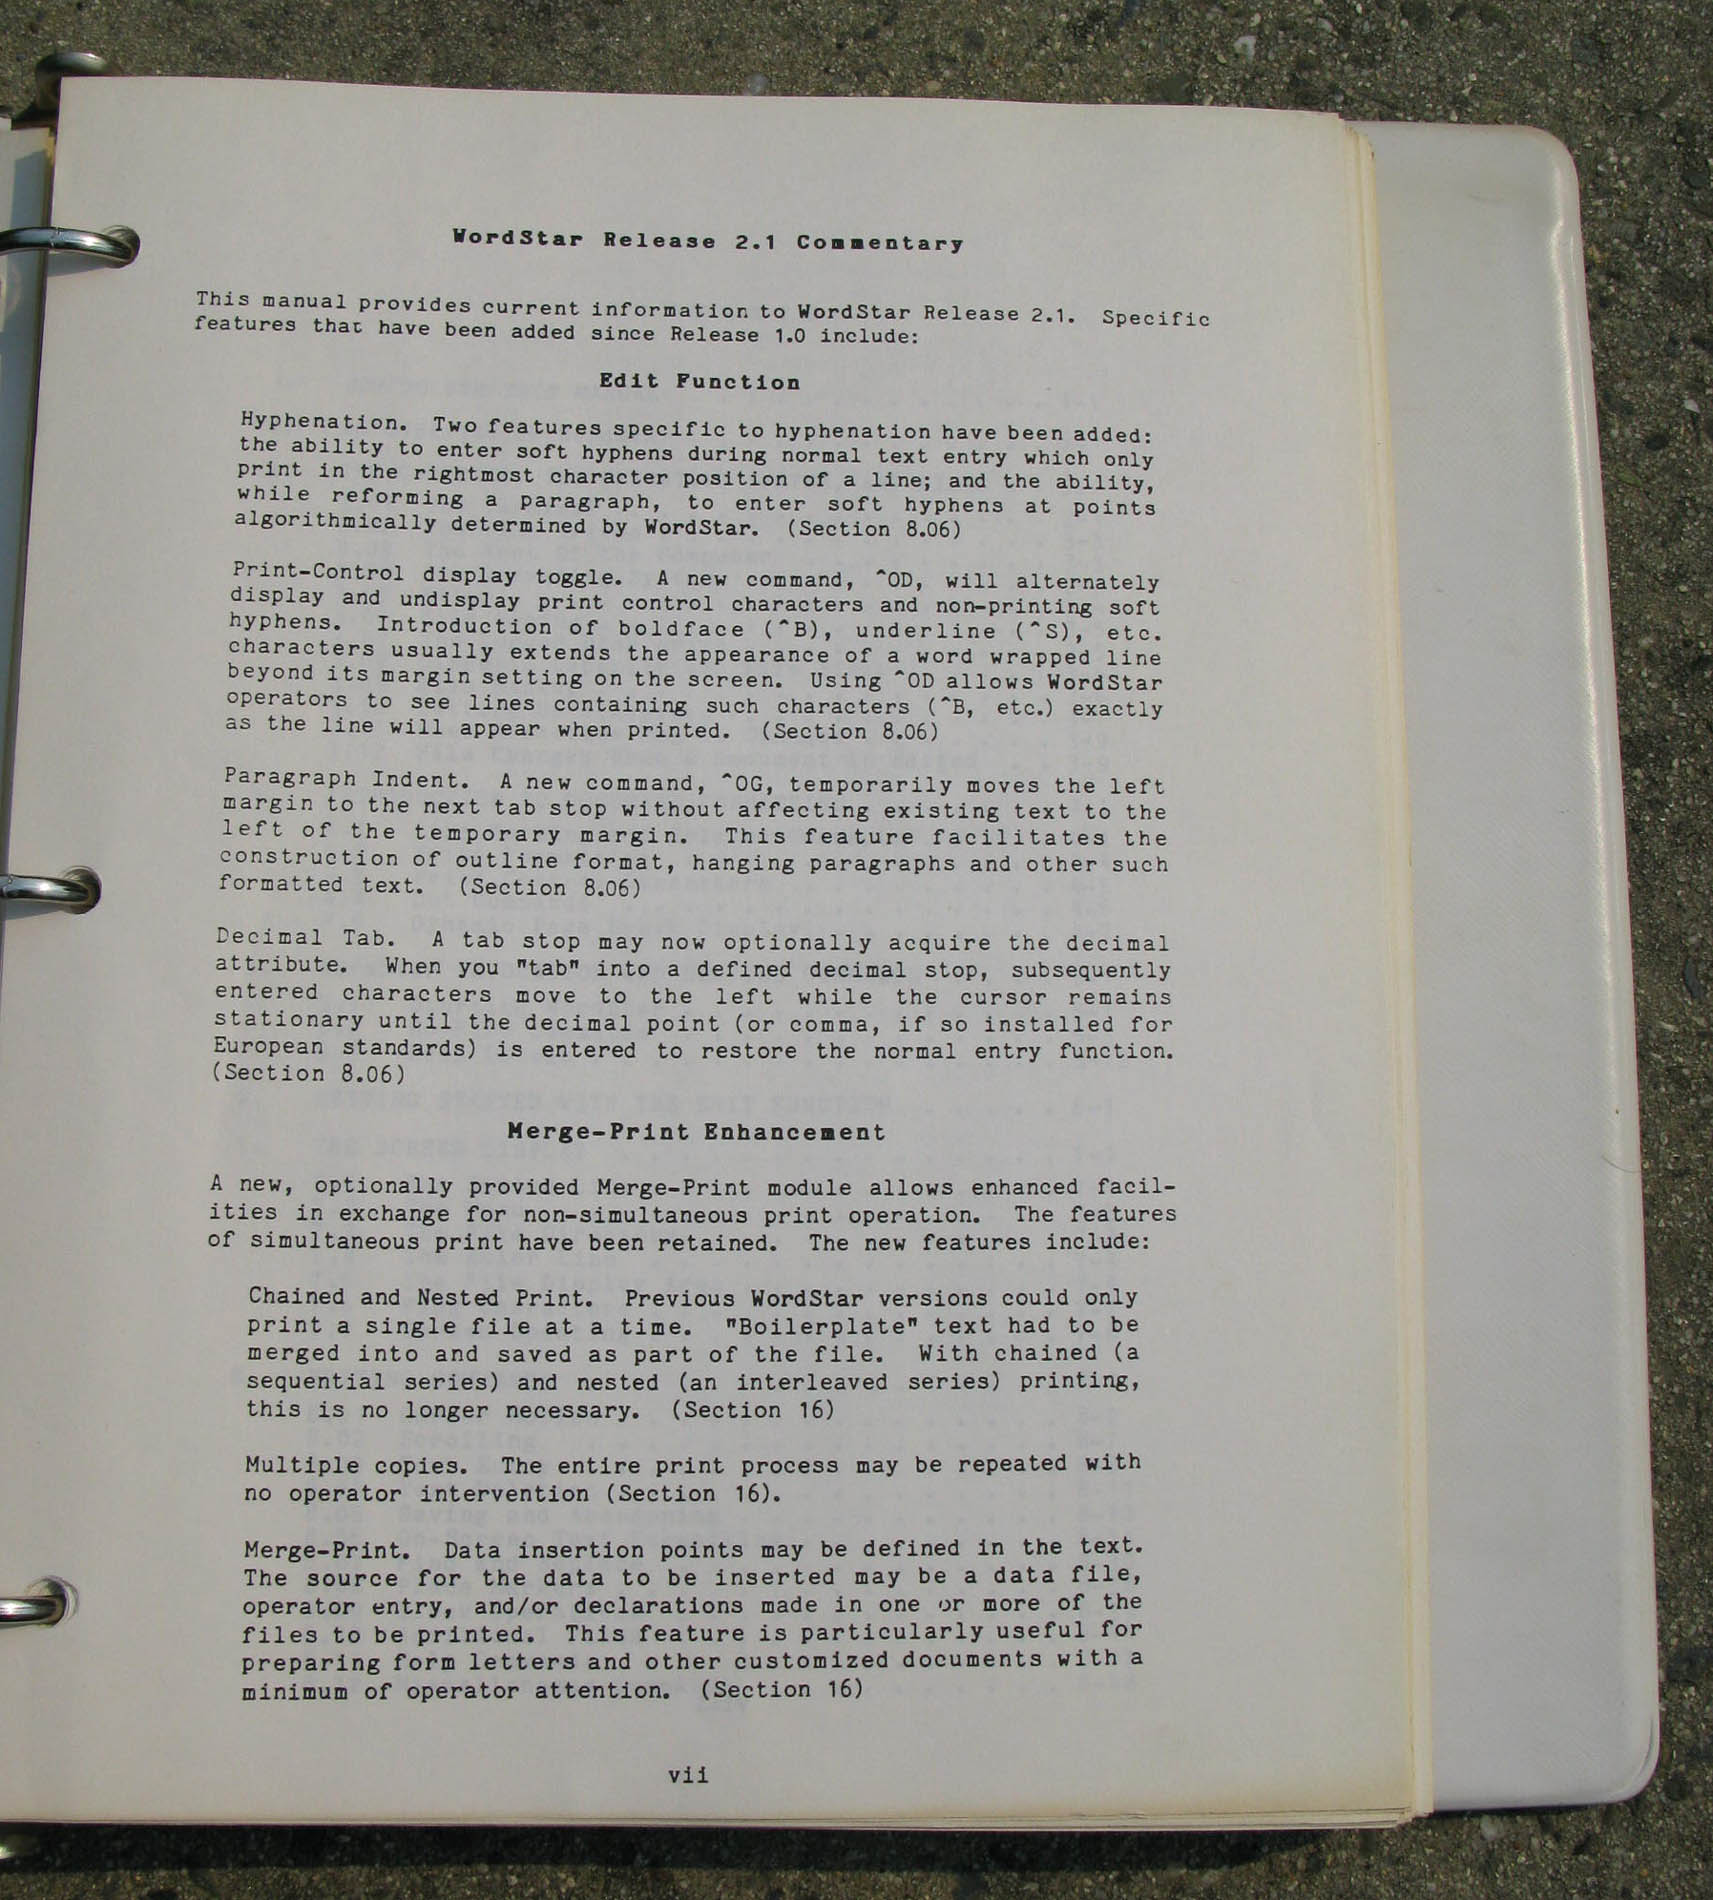 WordStar Release 2.1 Commentary
This manual provides current information to WordStar Release 2.1. Specific
features that have been added since Release 1.0 include:
Edit Function
Hyphenation. Two features specific to hyphenation have been added:
the ability to enter soft hyphens during normal text entry which only
print in the rightmost character position of a line; and the ability,
while reforming a paragraph, to enter soft hyphens at points
algorithmically determined by WordStar. (Section 8.06)
Print-Control display toggle. A new command, ^OD, will alternately
display and undisplay print control characters and non-printing soft
hyphens. Introduction of boldface (^B), underline (^S), etc.
characters usually extends the appearance of a word wrapped line
beyond its margin setting on the screen. Using ^OD allows WordStar
operators to see lines containing such characters (^B, etc.) exactly
as the line will appear when printed. (Section 8.06)
Paragraph Indent. A new command, ^OG, temporarily moves the left
margin to the next tab stop without affecting existing text to the
left of the temporary margin. This feature facilitates the
construction of outline format, hanging paragraphs and other such
formatted text. (Section 8.06)
Decimal Tab. A tab stop may now optionally acquire the decimal
attribute. When you "tab" into a defined decimal stop, subsequently
entered characters move to the left while the cursor remains
stationary until the decimal point (or comma, if so installed for
European standards) is entered to restore the normal entry function.
(Section 8.06)
Merge-Print Enhancement
A new, optionally provided Merge-Print module allows enhanced facil-
ities in exchange for non-simultaneous print operation. The features
of simultaneous print have been retained. The new features include:
Chained and Nested Print. Previous WordStar versions could only
print a single file at a time. "Boilerplate" text had to be
merged into and saved as part of the file. With chained (a
sequential series) and nested (an interleaved series) printing,
this is no longer necessary. (Section 16)
Multiple copies. The entire print process may be repeated with
no operator intervention (Section 16).
Merge-Print. Data insertion points may be defined in the text.
The source for the data to be inserted may be a data file,
operator entry, and/or declarations made in one or more of the
files to be printed. This feature is particularly useful for
preparing form letters and other customized documents with a
minimum of operator attention. (Section 16)
vii